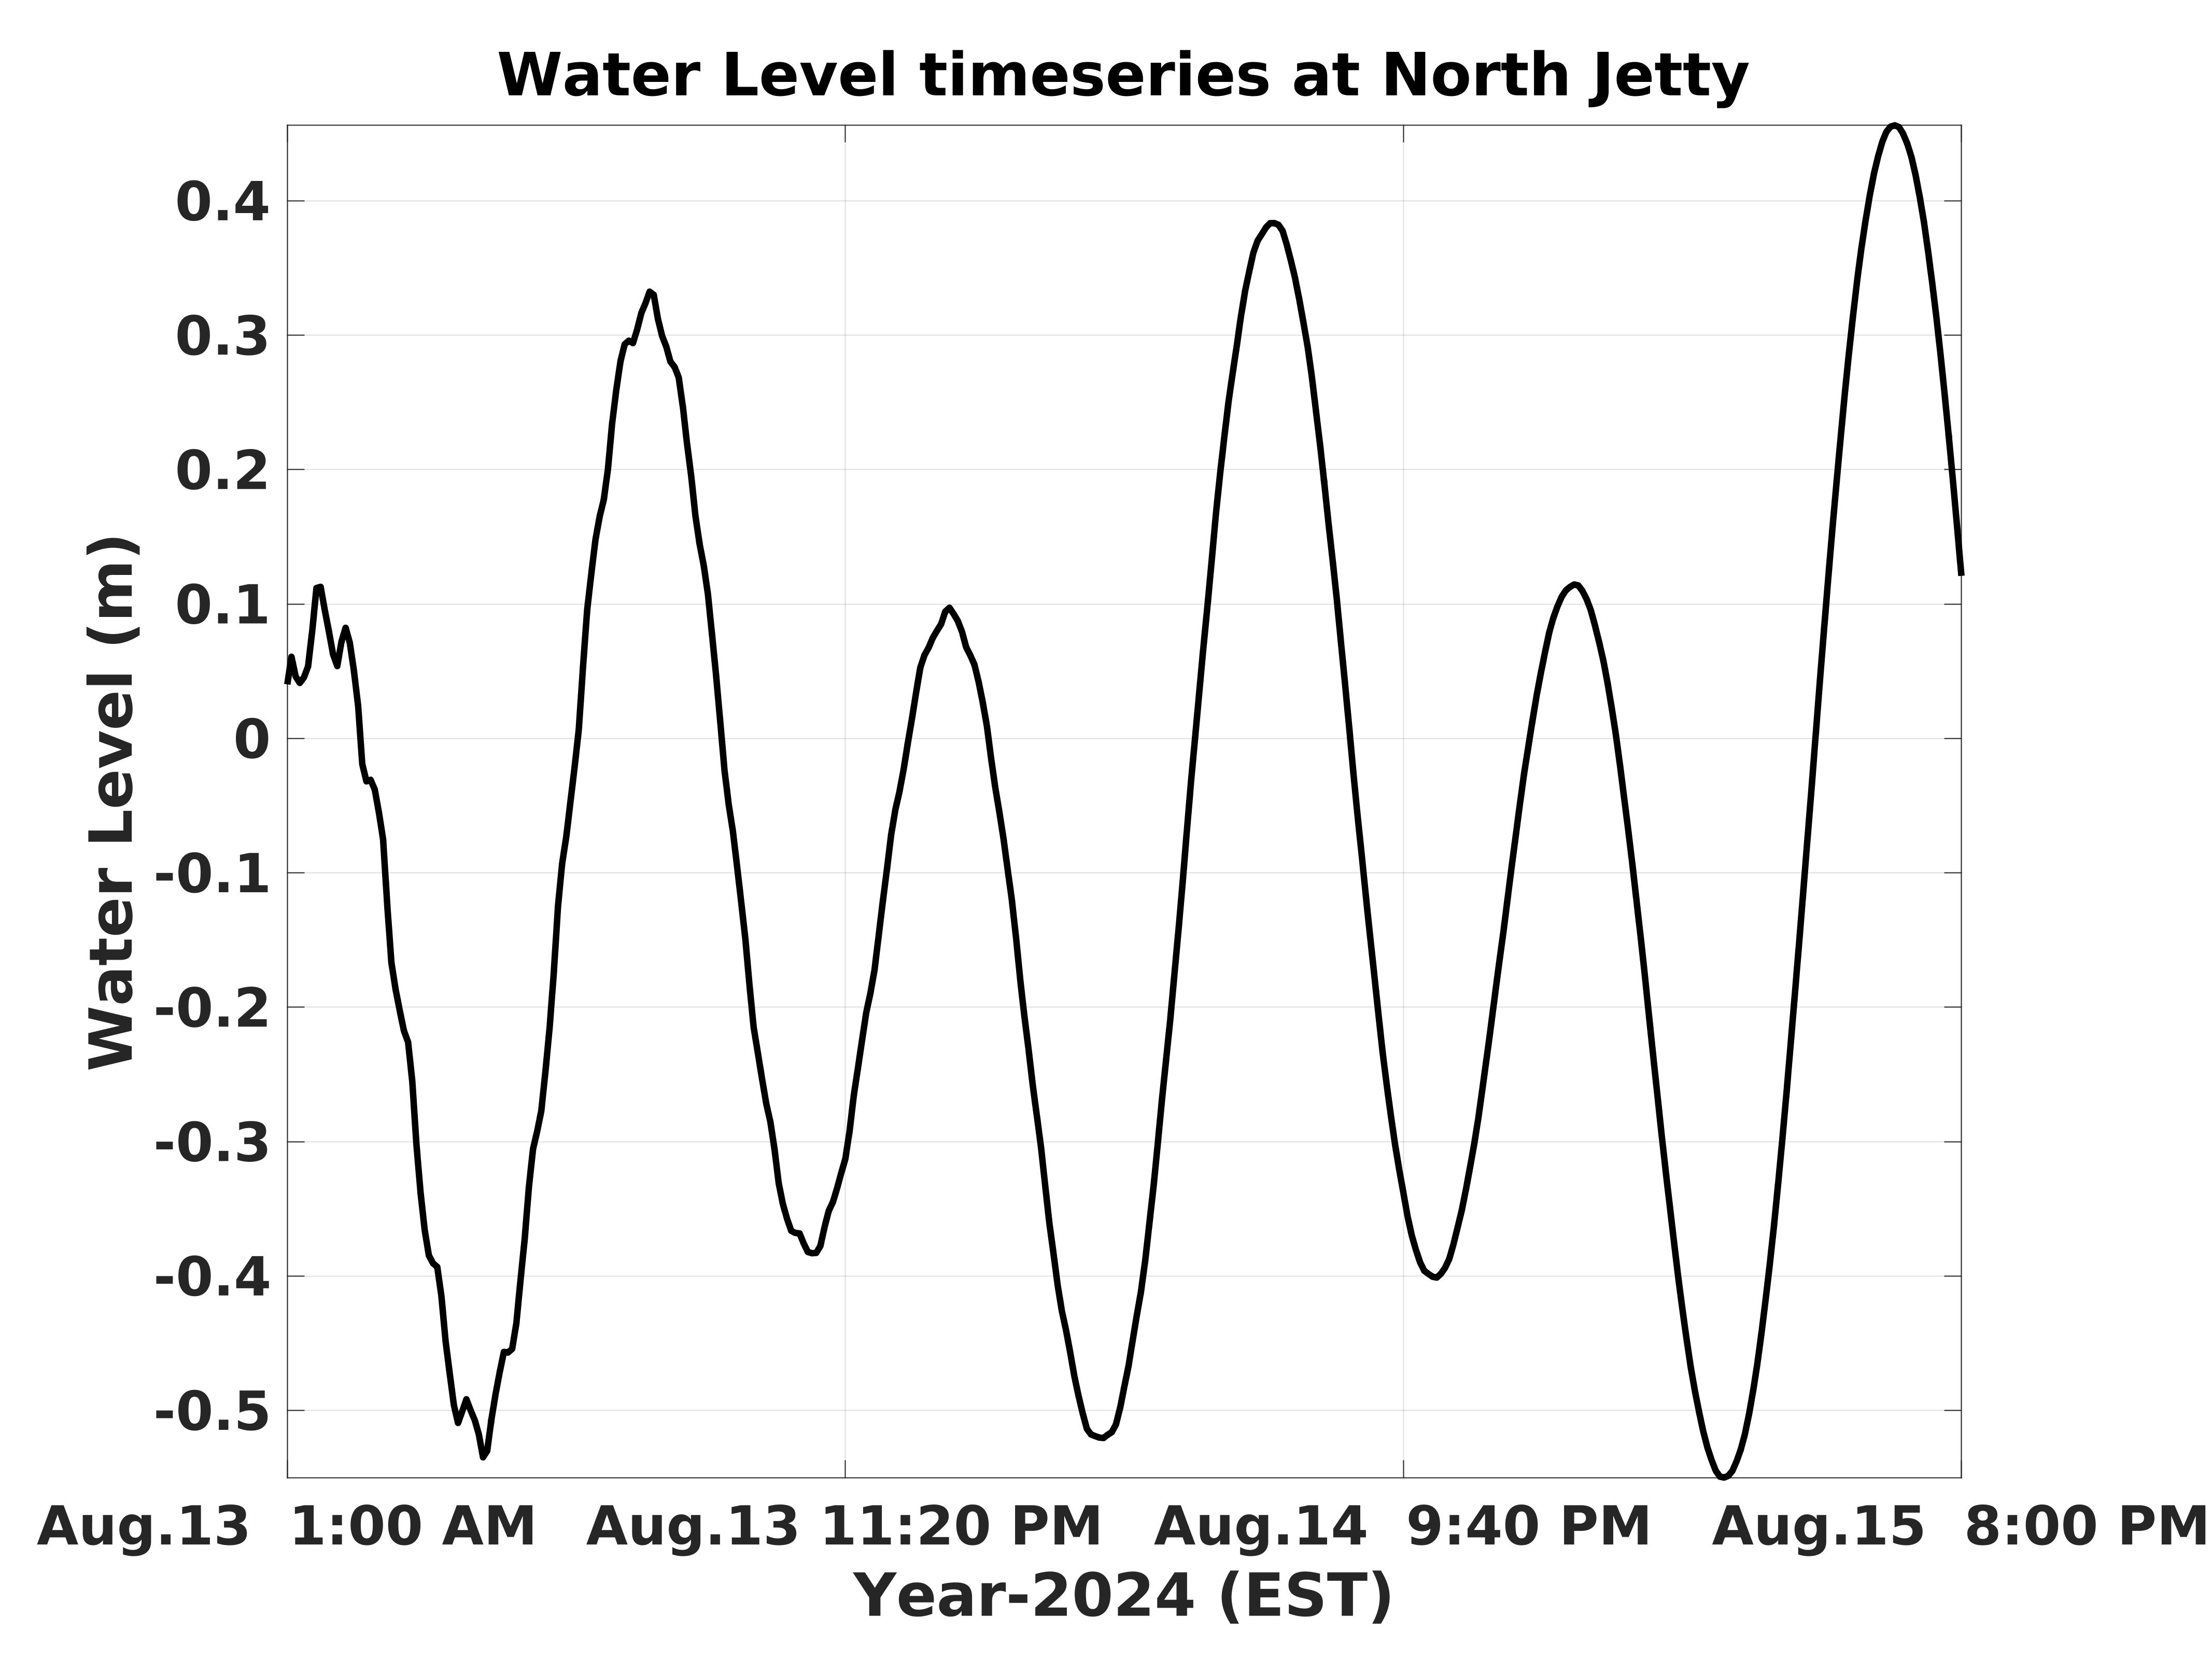 Water Level timeseries at North Jetty
0.4
0.3
0.2
0.1
0
-0.1
-0.2
-0.3
-0.4
-0.5
Water Level (m)
Aug.13 1:00 AM Aug.13 11:20 PM Aug.14 9:40 PM Aug.15 8:00 PM
Year-2024 (EST)